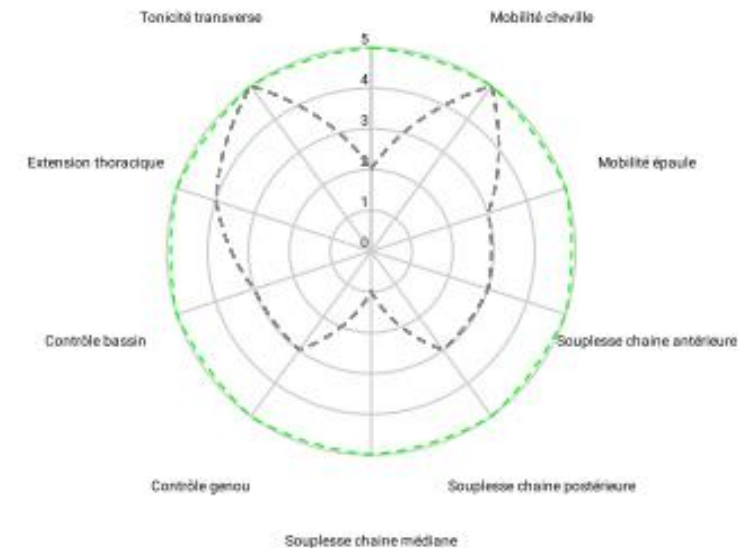 Tonicité transverse
Mobilité cheville
5
4
3
2
1
0
Extension thoracique
Mobilité épaule
Contrôle bassin
Souplesse chaine antérieure
Contrôle genou
Souplesse chaine postérieure
Souplesse chaine médiane